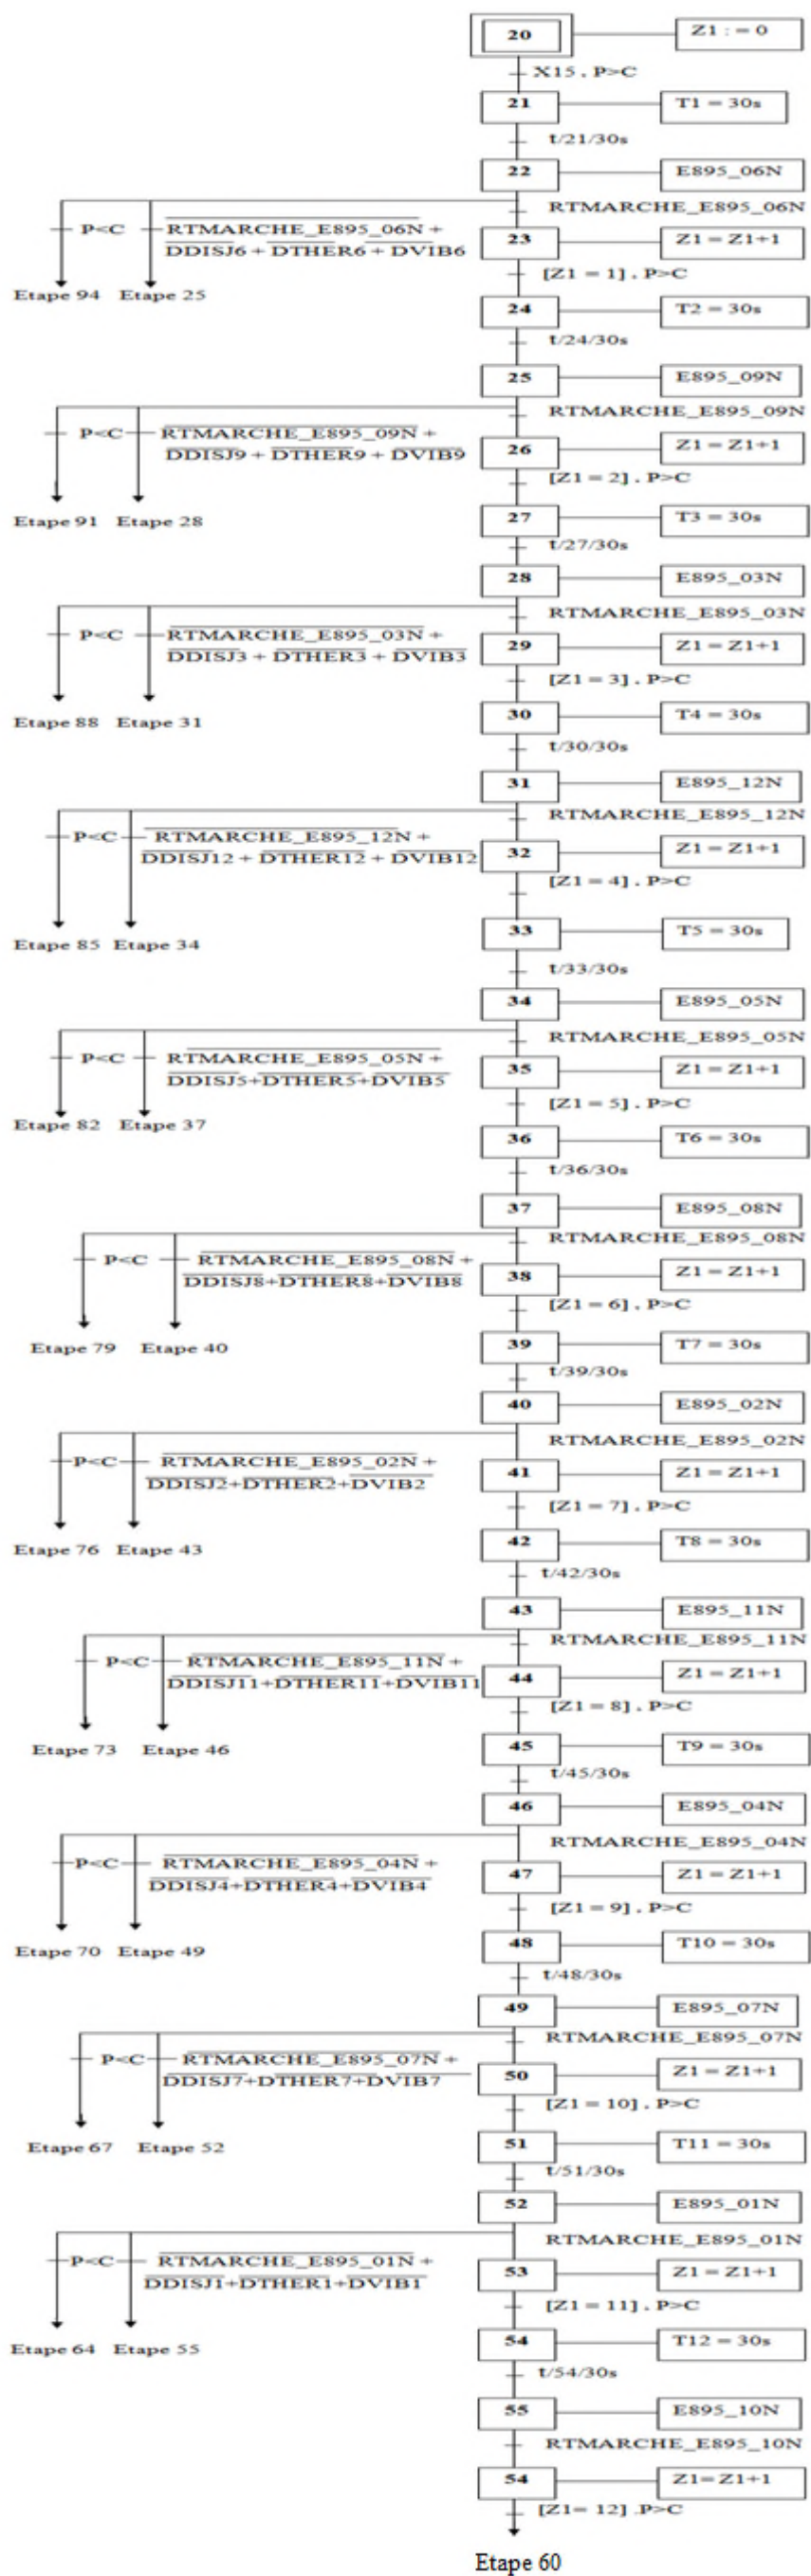 20 Z1 : = 0
X15 . P>C
21 T1 = 30s
t/21/30s
22 E895_06N
P<C RTMARCHE_E895_06N + RTMARCHE_E895_06N
DDISJ6 + DTHER6 + DVIB6 23 Z1 = Z1+1
[Z1 = 1] . P>C
Etape 94 Etape 25
24 T2 = 30s
t/24/30s
25 E895_09N
RTMARCHE_E895_09N
P<C RTMARCHE_E895_09N +
DDISJ9 + DTHER9 + DVIB9 26 Z1 = Z1+1
[Z1 = 2] . P>C
Etape 91 Etape 28 27 T3 = 30s
t/27/30s
28 E895_03N
RTMARCHE_E895_03N
P<C RTMARCHE_E895_03N +
DDISJ3 + DTHER3 + DVIB3 29 Z1 = Z1+1
[Z1 = 3] . P>C
Etape 88 Etape 31 30 T4 = 30s
t/30/30s
31 E895_12N
RTMARCHE_E895_12N
P<C RTMARCHE_E895_12N +
DDISJ12 + DTHER12 + DVIB12 32 Z1 = Z1+1
[Z1 = 4] . P>C
33 T5 = 30s
Etape 85 Etape 34
t/33/30s
34 E895_05N
RTMARCHE_E895_05N
P<C RTMARCHE_E895_05N +
DDISJ5+DTHER5+DVIB5 35 Z1 = Z1+1
[Z1 = 5] . P>C
Etape 82 Etape 37
36 T6 = 30s
t/36/30s
37 E895_08N
RTMARCHE_E895_08N
P<C RTMARCHE_E895_08N +
DDISJ8+DTHER8+DVIB8 38 Z1 = Z1+1
[Z1 = 6] . P>C
Etape 79 Etape 40 39 T7 = 30s
t/39/30s
40 E895_02N
RTMARCHE_E895_02N
P<C RTMARCHE_E895_02N +
DDISJ2+DTHER2+DVIB2 41 Z1 = Z1+1
[Z1 = 7] . P>C
Etape 76 Etape 43 42 T8 = 30s
t/42/30s
43 E895_11N
RTMARCHE_E895_11N
P<C RTMARCHE_E895_11N +
DDISJ11+DTHER11+DVIB11 44 Z1 = Z1+1
[Z1 = 8] . P>C
Etape 73 Etape 46 45 T9 = 30s
t/45/30s
46 E895_04N
RTMARCHE_E895_04N
P<C RTMARCHE_E895_04N +
DDISJ4+DTHER4+DVIB4 47 Z1 = Z1+1
[Z1 = 9] . P>C
Etape 70 Etape 49 48 T10 = 30s
t/48/30s
49 E895_07N
RTMARCHE_E895_07N
P<C RTMARCHE_E895_07N +
DDISJ7+DTHER7+DVIB7 50 Z1 = Z1+1
[Z1 = 10] . P>C
Etape 67 Etape 52 51 T11 = 30s
t/51/30s
52 E895_01N
RTMARCHE_E895_01N
P<C RTMARCHE_E895_01N +
DDISJ1+DTHER1+DVIB1 53 Z1 = Z1+1
[Z1 = 11] . P>C
Etape 64 Etape 55 54 T12 = 30s
t/54/30s
55 E895_10N
RTMARCHE_E895_10N
54 Z1= Z1+1
[Z1= 12] .P>C
Etape 60